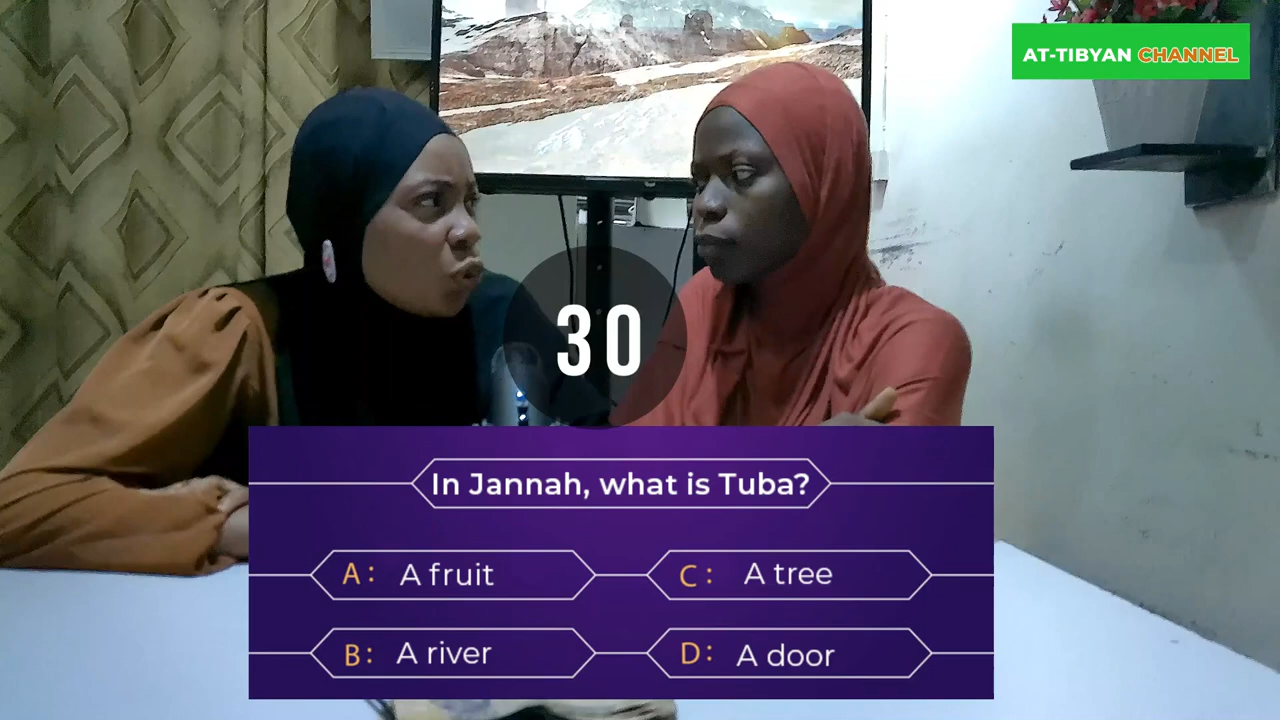 AT-TIBYAN CHANNEL
30
In Jannah, what is Tuba?
A: A fruit
C: A tree
B: A river
D: A door